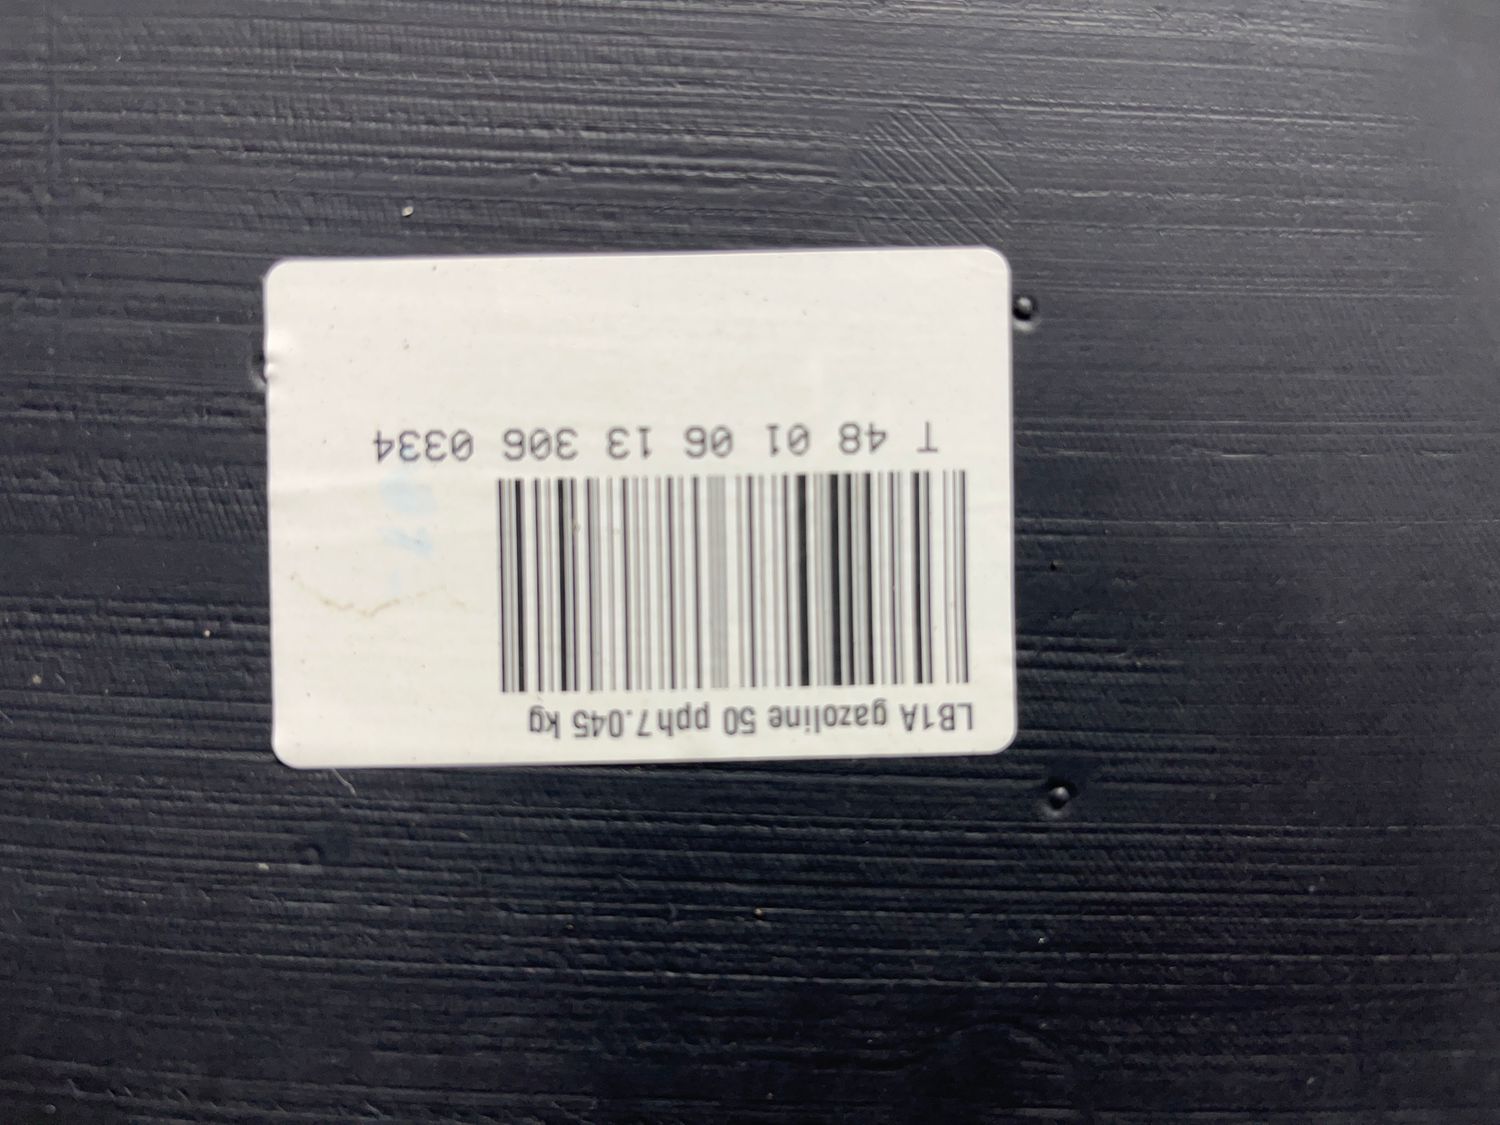 LB1A gazoline 50 pph7.045 kg
T 48 01 06 13 306 0334